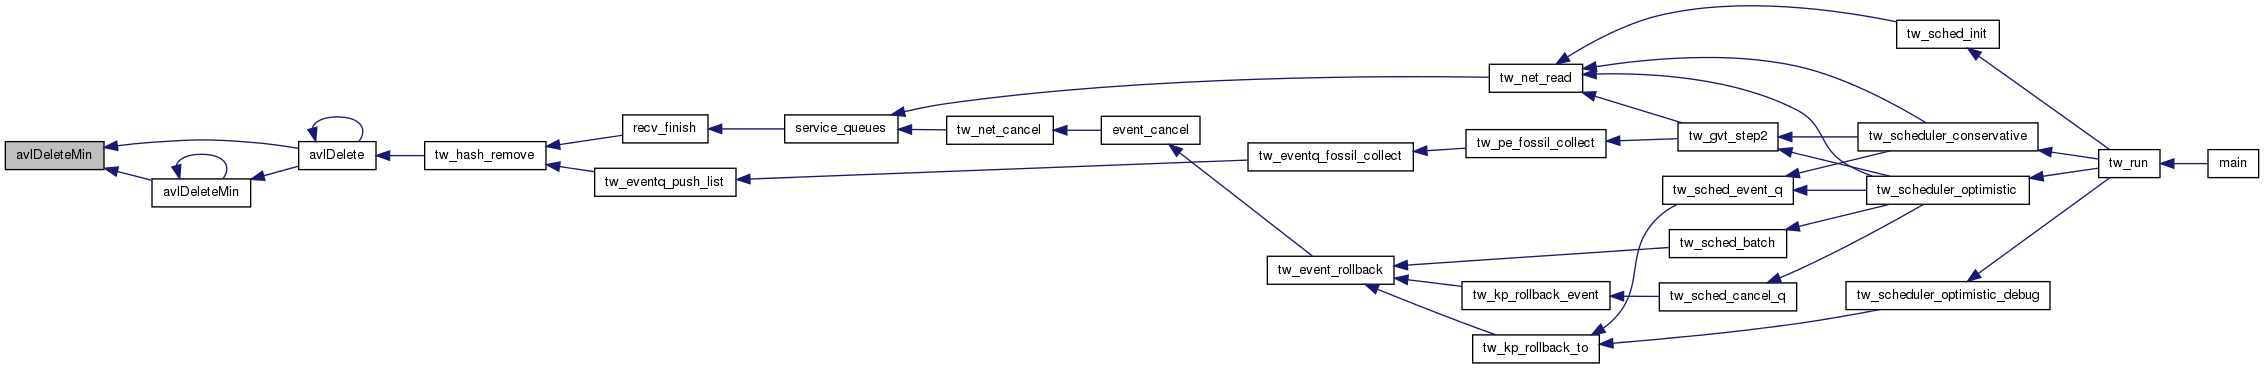 avlDeleteMin
avlDeleteMin
avlDelete
tw_hash_remove
recv_finish
tw_eventq_push_list
service_queues
tw_net_cancel
event_cancel
tw_eventq_fossil_collect
tw_event_rollback
tw_net_read
tw_pe_fossil_collect
tw_kp_rollback_event
tw_kp_rollback_to
tw_gvt_step2
tw_sched_event_q
tw_sched_batch
tw_sched_cancel_q
tw_sched_init
tw_scheduler_conservative
tw_scheduler_optimistic
tw_scheduler_optimistic_debug
tw_run
main